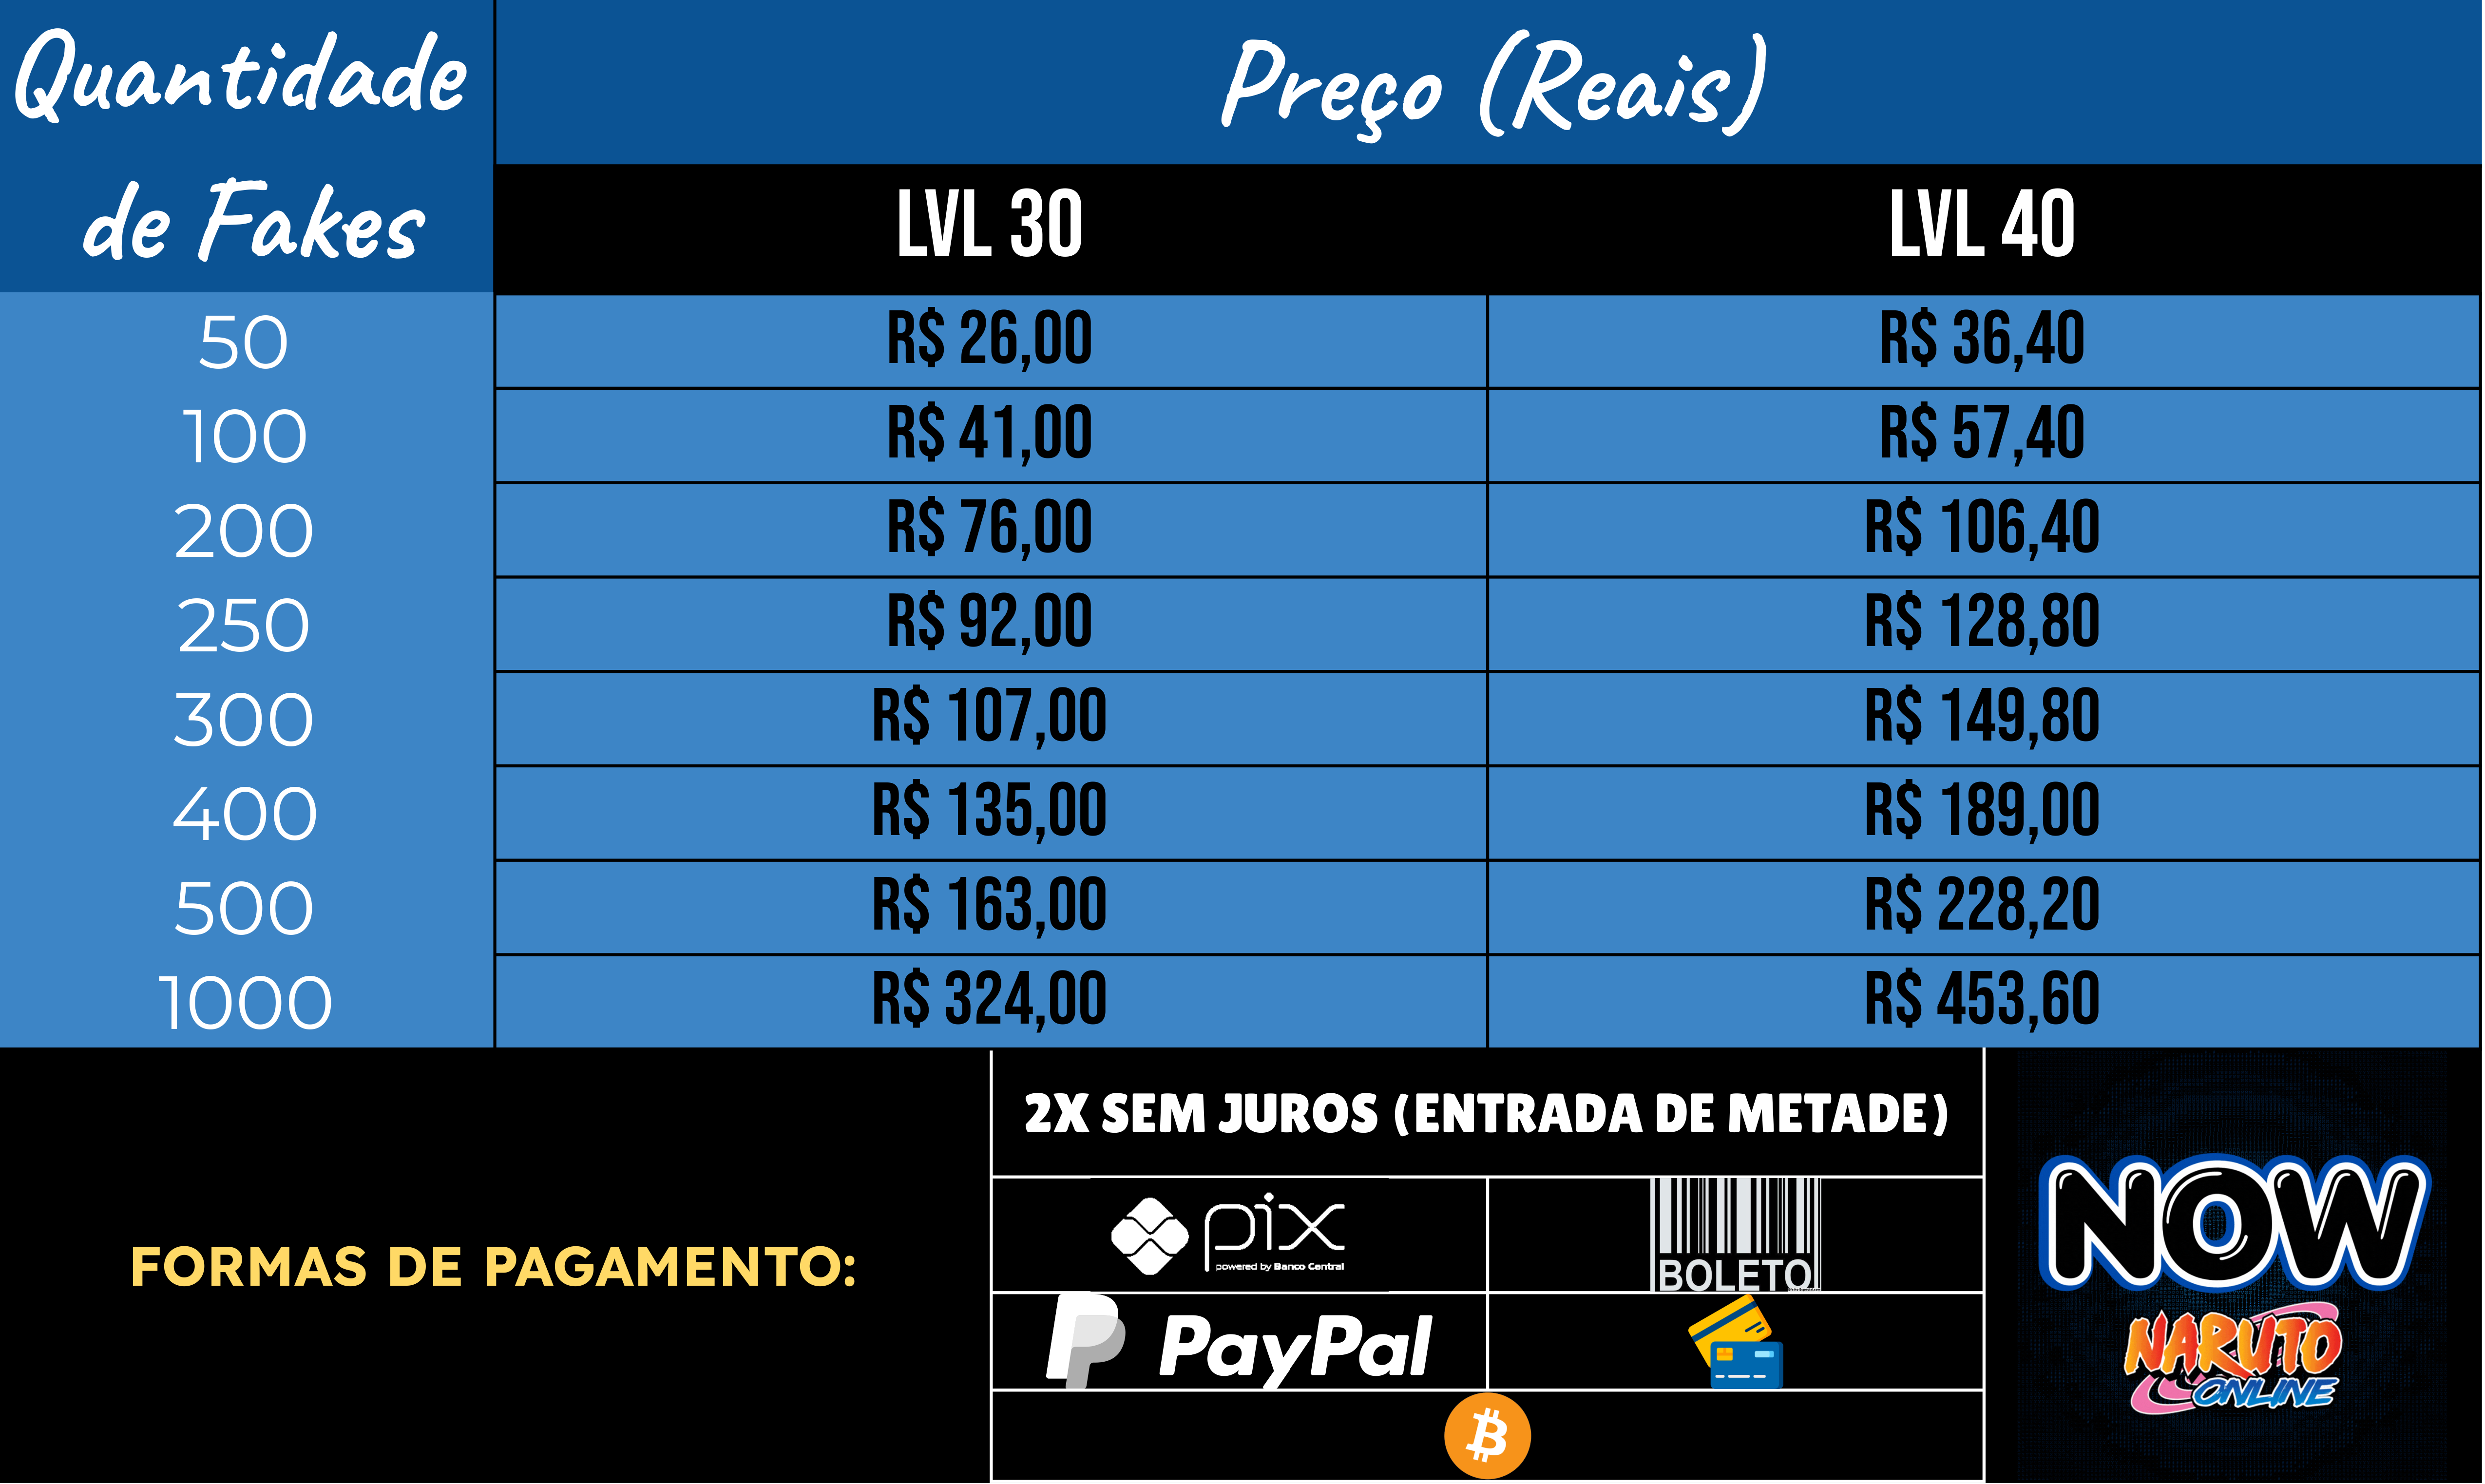 Quantidade
de Fakes
Preço (Reais)
LVL 30
LVL 40
50
R$ 26,00
R$ 36,40
100
R$ 41,00
R$ 57,40
200
R$ 76,00
R$ 106,40
250
R$ 92,00
R$ 128,80
300
R$ 107,00
R$ 149,80
400
R$ 135,00
R$ 189,00
500
R$ 163,00
R$ 228,20
1000
R$ 324,00
R$ 453,60
FORMAS DE PAGAMENTO:
2X SEM JUROS (ENTRADA DE METADE)
pix
powered by Banco Central
BOLETO
PayPal
NOW
NARUTO
ONLINE